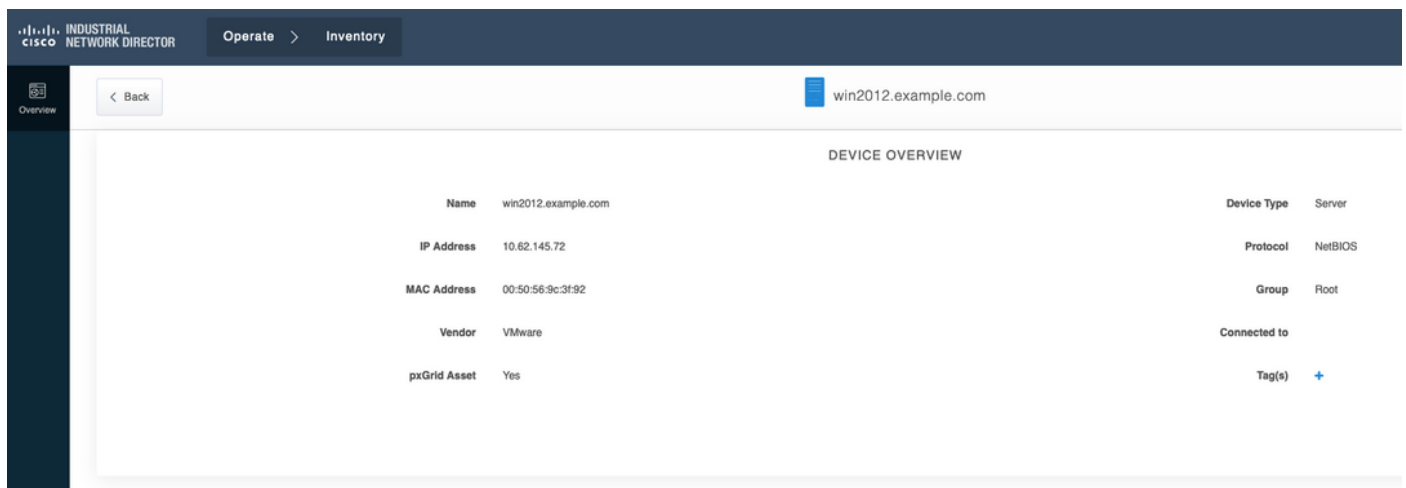 INDUSTRIAL
CISCO NETWORK DIRECTOR
Operate > Inventory
Overview
< Back
win2012.example.com
DEVICE OVERVIEW
Name win2012.example.com
Device Type Server
IP Address 10.62.145.72
Protocol NetBIOS
MAC Address 00:50:56:9c:3f:92
Group Root
Vendor VMware
Connected to
pxGrid Asset Yes
Tag(s) +